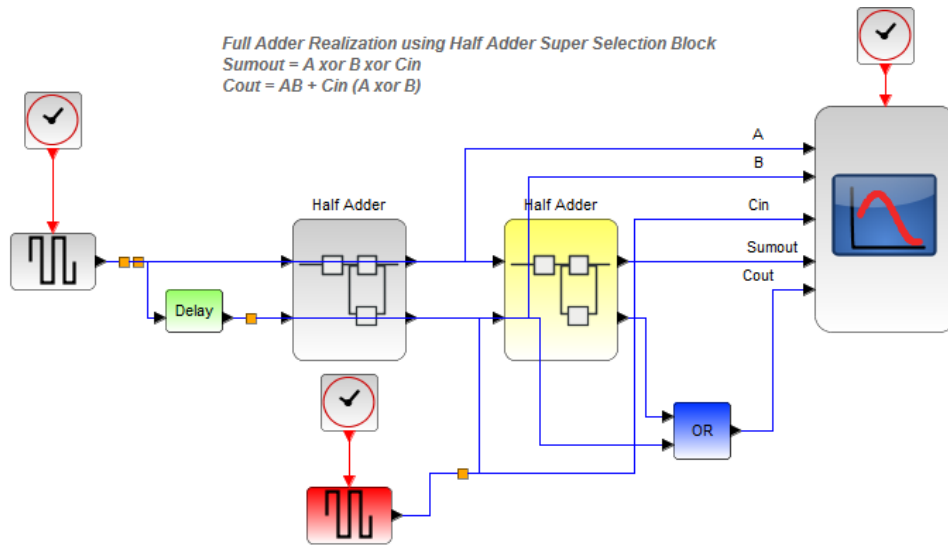 Full Adder Realization using Half Adder Super Selection Block
Sumout = A xor B xor Cin
Cout = AB + Cin (A xor B)
A
B
Half Adder
Half Adder
Cin
Sumout
Cout
Delay
OR